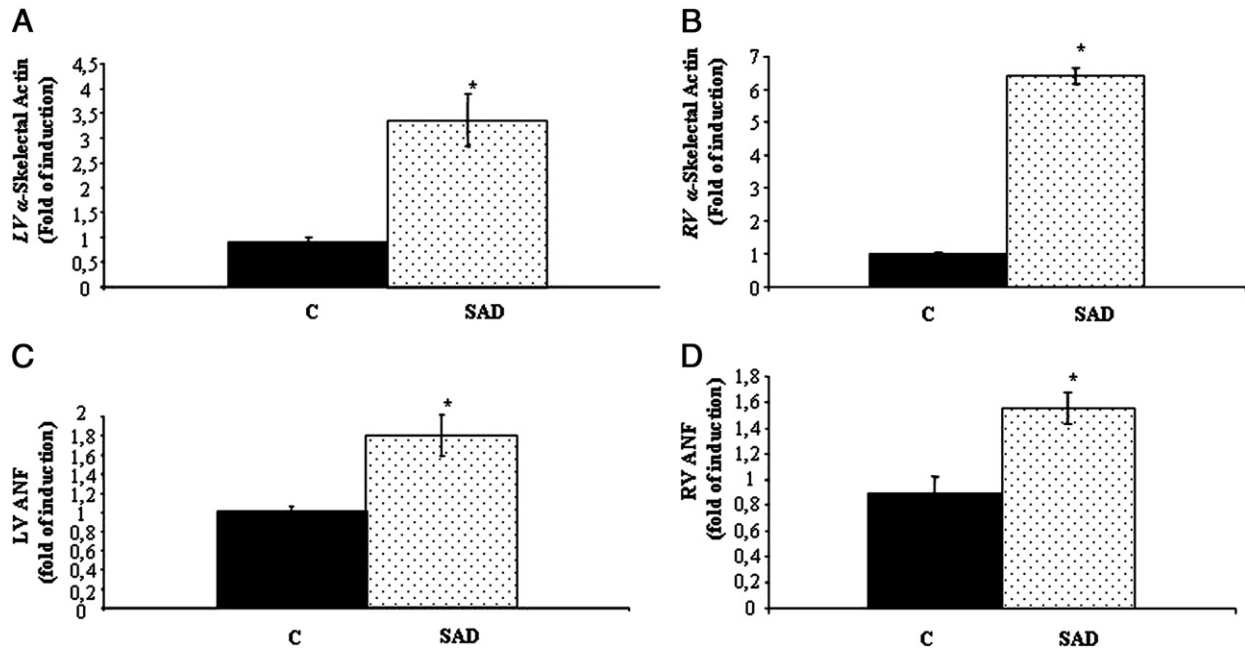 A
LV α-Skelectal Actin
(Fold of induction)
4,5
4
3,5
3
2,5
2
1,5
1
0,5
0
*
C
SAD
B
RV α-Skelectal Actin
(Fold of induction)
7
6
5
4
3
2
1
0
*
C
SAD
C
LV ANF
(fold of induction)
2
1,8
1,6
1,4
1,2
1
0,8
0,6
0,4
0,2
0
*
C
SAD
D
RV ANF
(fold of induction)
1,8
1,6
1,4
1,2
1
0,8
0,6
0,4
0,2
0
*
C
SAD